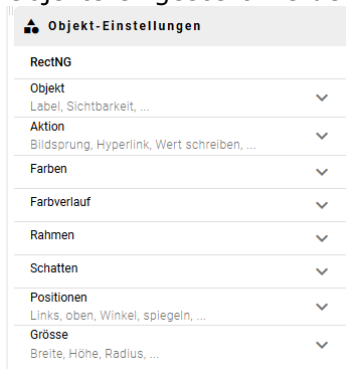 Objekt-Einstellungen
RectNG
Objekt
Label, Sichtbarkeit, ...
Aktion
Bildsprung, Hyperlink, Wert schreiben, ...
Farben
Farbverlauf
Rahmen
Schatten
Positionen
Links, oben, Winkel, spiegeln, ...
Grösse
Breite, Höhe, Radius, ...